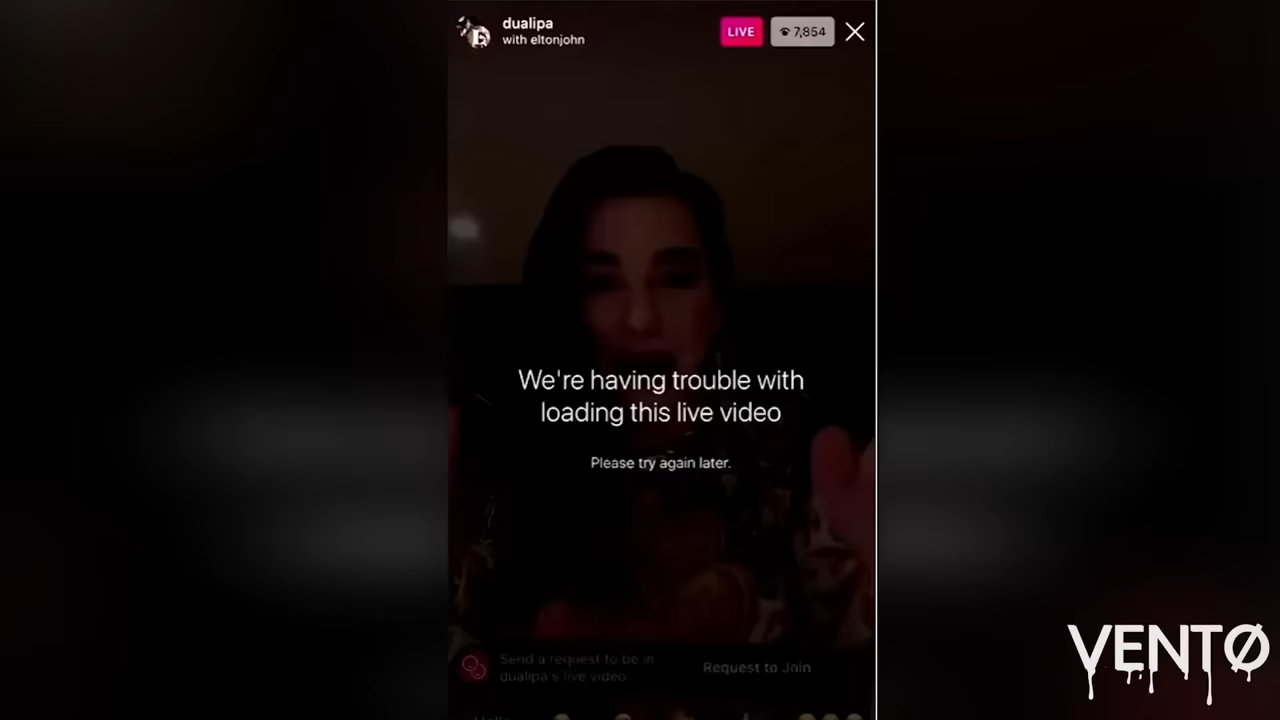 dualipa
with eltonjohn
LIVE
7,854
We're having trouble with
loading this live video
Please try again later.
Send a request to be in
dualipa s live video
Request to Join
VENTØ